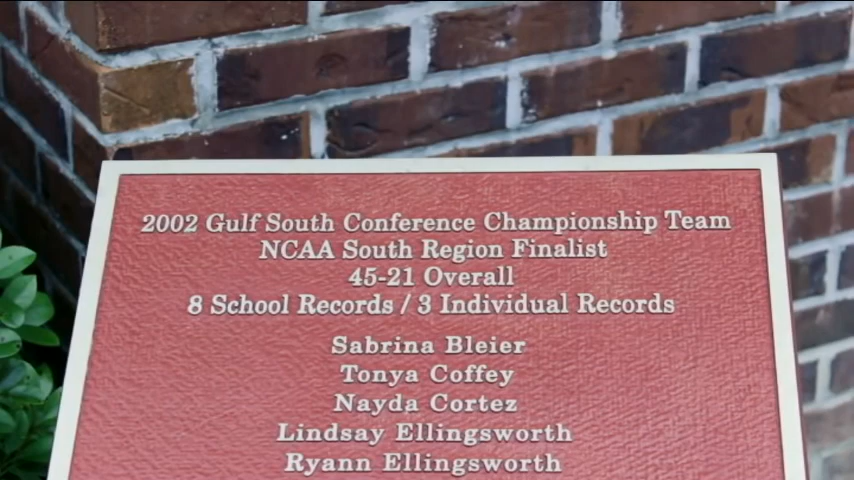 2002 Gulf South Conference Championship Team
NCAA South Region Finalist
45-21 Overall
8 School Records / 3 Individual Records
Sabrina Bleier
Tonya Coffey
Nayda Cortez
Lindsay Ellingsworth
Ryann Ellingsworth